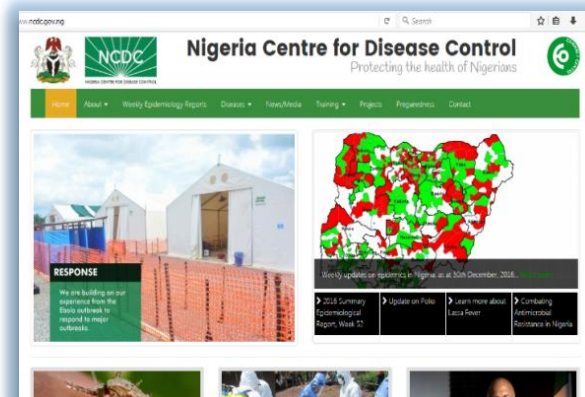 ncdc.gov.ng
Search
NCDC
NIGERIA CENTRE FOR DISEASE CONTROL
Nigeria Centre for Disease Control
Protecting the health of Nigerians
Home About Weekly Epidemiology Reports Diseases News/Media Training Projects Preparedness Contact
RESPONSE
We are building on our
experience from the
Ebola outbreak to
respond to major
outbreaks.
Weekly updates on epidemics in Nigeria as at 30th December, 2016...
2016 Summary
Epidemiological
Report, Week 52
Update on Polio
Learn more about
Lassa Fever
Combating
Antimicrobial
Resistance in Nigeria